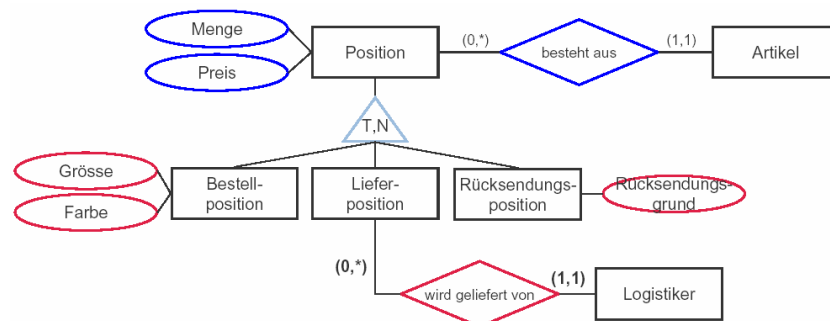 Menge
Preis
Position
(0,*)
besteht aus
(1,1)
Artikel
T,N
Grösse
Farbe
Bestell-
position
Liefer-
position
Rücksendungs-
position
Rücksendungs-
grund
(0,*)
wird geliefert von
(1,1)
Logistiker